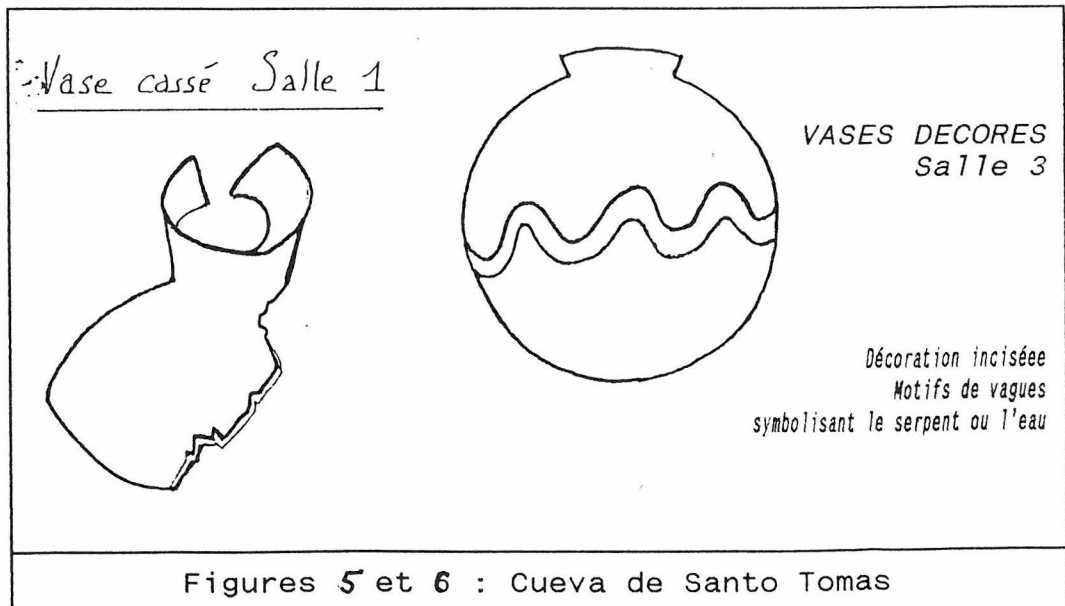 Vase cassé Salle 1
VASES DECORES
Salle 3
Décoration inciséee
Motifs de vagues
symbolisant le serpent ou l'eau
Figures 5 et 6 : Cueva de Santo Tomas